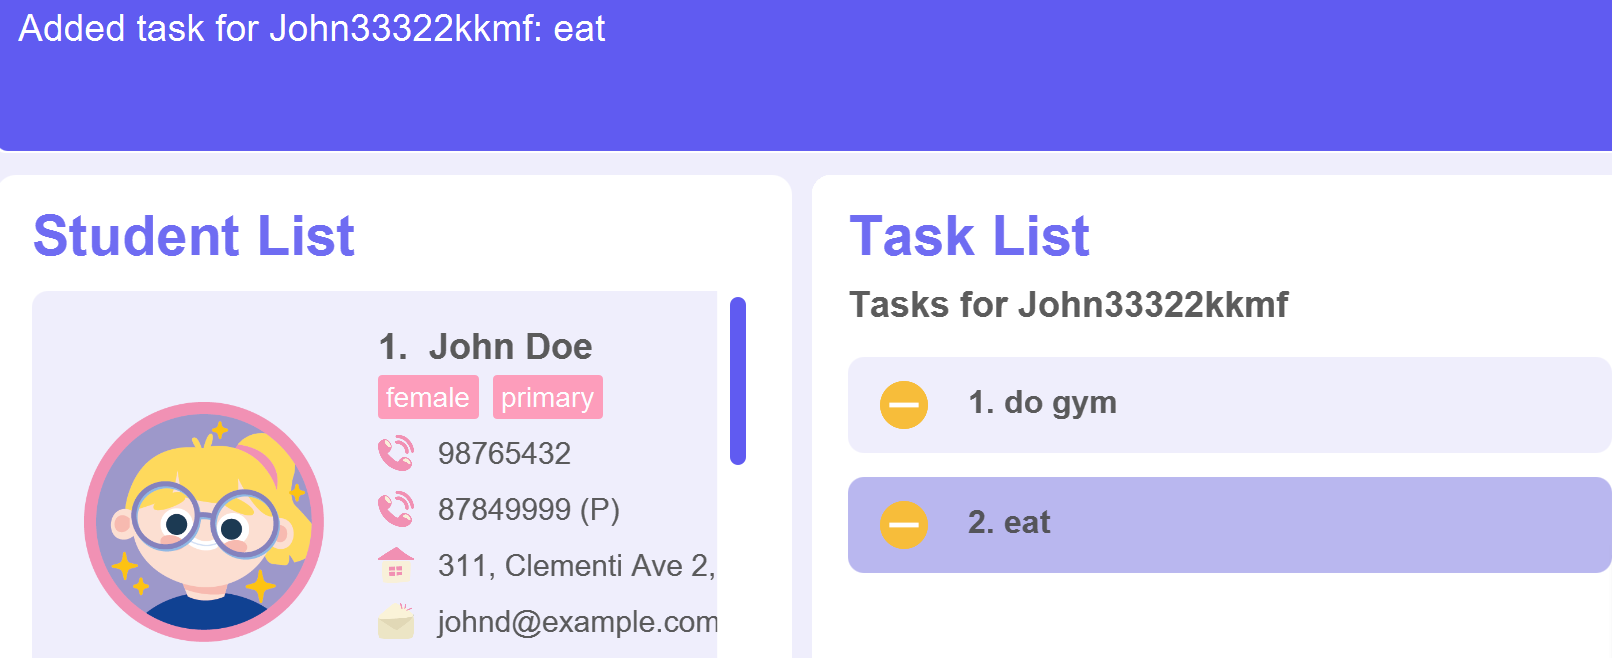 Added task for John33322kkmf: eat
Student List
1. John Doe
female primary
98765432
87849999 (P)
311, Clementi Ave 2,
johnd@example.com
Task List
Tasks for John33322kkmf
1. do gym
2. eat